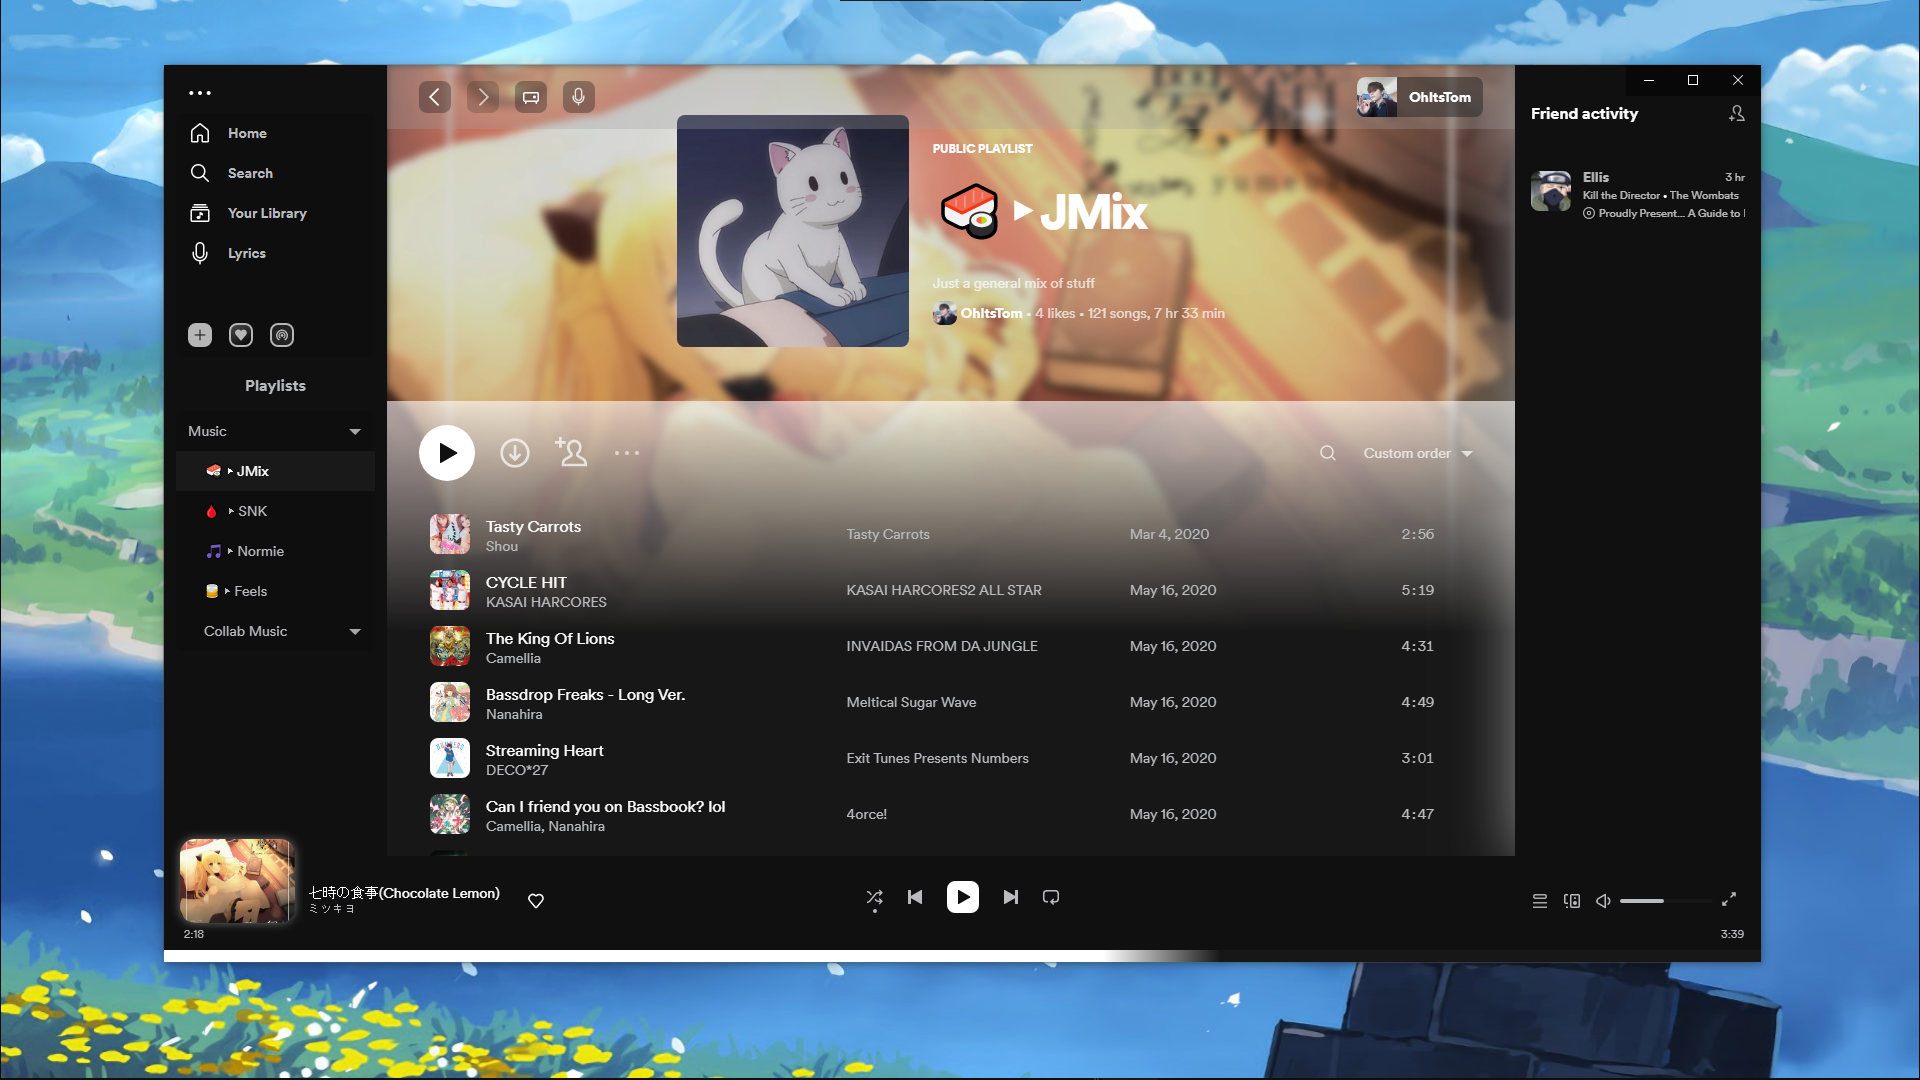 Home
Search
Your Library
Lyrics
Playlists
Music
JMix
SNK
Normie
Feels
Collab Music
OhItsTom
PUBLIC PLAYLIST
JMix
Just a general mix of stuff
OhItsTom • 4 likes • 121 songs, 7 hr 33 min
Custom order
Tasty Carrots
Shou
Tasty Carrots
Mar 4, 2020
2:56
CYCLE HIT
KASAI HARCORES
KASAI HARCORES2 ALL STAR
May 16, 2020
5:19
The King Of Lions
Camellia
INVAIDAS FROM DA JUNGLE
May 16, 2020
4:31
Bassdrop Freaks - Long Ver.
Nanahira
Meltical Sugar Wave
May 16, 2020
4:49
Streaming Heart
DECO*27
Exit Tunes Presents Numbers
May 16, 2020
3:01
Can I friend you on Bassbook? lol
Camellia, Nanahira
4orce!
May 16, 2020
4:47
Friend activity
Ellis
3 hr
Kill the Director • The Wombats
Proudly Present... A Guide to
七時の食事(Chocolate Lemon)
ミツキヨ
2:18
3:39